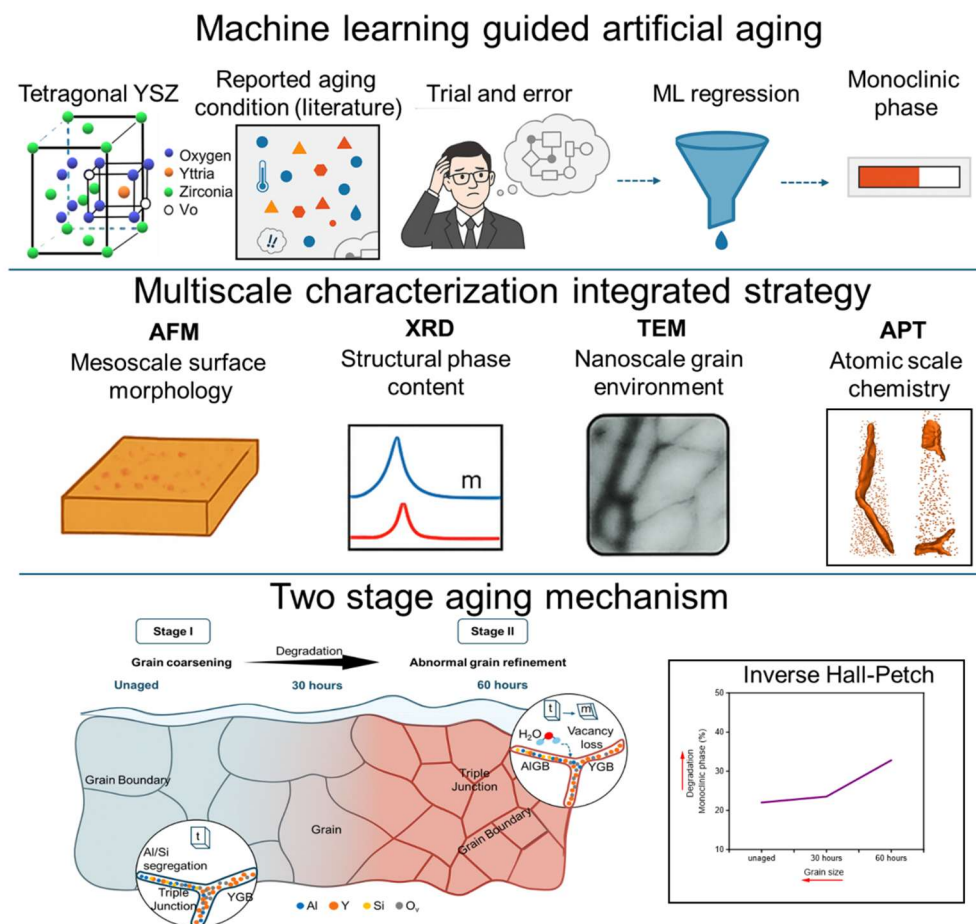 Machine learning guided artificial aging
Tetragonal YSZ
Oxygen
Yttria
Zirconia
Vo
Reported aging
condition (literature)
!!
Trial and error
ML regression
Monoclinic
phase
Multiscale characterization integrated strategy
AFM
Mesoscale surface
morphology
XRD
Structural phase
content
m
TEM
Nanoscale grain
environment
APT
Atomic scale
chemistry
Two stage aging mechanism
Stage I
Degradation
Stage II
Grain coarsening
Abnormal grain refinement
Unaged
30 hours
60 hours
Grain Boundary
Grain
Triple
Junction
Grain Boundary
t
m
H2O
Vacancy
loss
AlGB
YGB
t
Al/Si
segregation
Triple
Junction
YGB
Al
Y
Si
Ov
Inverse Hall-Petch
Degradation
Monoclinic phase (%)
50
40
30
20
10
unaged
30 hours
60 hours
Grain size